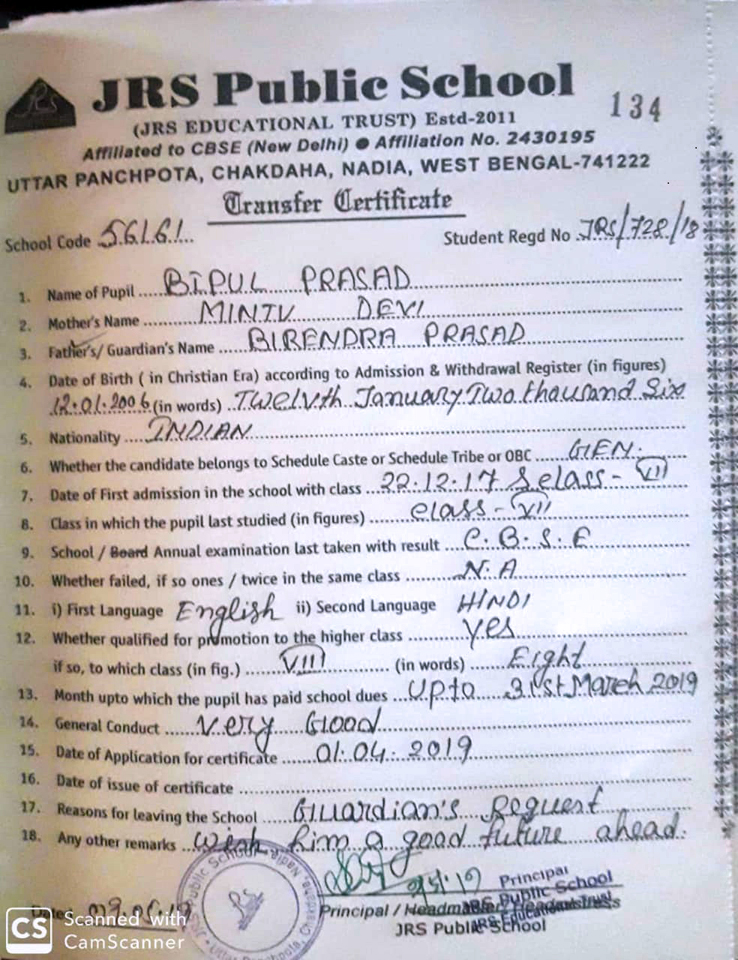 JRS Public School
134
(JRS EDUCATIONAL TRUST) Estd-2011
Affiliated to CBSE (New Delhi) ● Affiliation No. 2430195
UTTAR PANCHPOTA, CHAKDAHA, NADIA, WEST BENGAL-741222
Transfer Certificate
School Code 56161 Student Regd No JRS/728/18
1. Name of Pupil BIPUL PRASAD
2. Mother's Name MINTU DEVI
3. Father's/ Guardian's Name BIRENDRA PRASAD
4. Date of Birth ( in Christian Era) according to Admission & Withdrawal Register (in figures)
12.01.2006 (in words) Twelvth January Two thousand Six
5. Nationality INDIAN
6. Whether the candidate belongs to Schedule Caste or Schedule Tribe or OBC GEN.
7. Date of First admission in the school with class 22.12.17 & class - VII
8. Class in which the pupil last studied (in figures) class - VII
9. School / Board Annual examination last taken with result C.B.S.E
10. Whether failed, if so ones / twice in the same class N.A
11. i) First Language English ii) Second Language HINDI
12. Whether qualified for promotion to the higher class yes
if so, to which class (in fig.) VIII (in words) Eight
13. Month upto which the pupil has paid school dues Upto 31st March 2019
14. General Conduct very Good
15. Date of Application for certificate 01.04.2019
16. Date of issue of certificate
17. Reasons for leaving the School Guardian's Request
18. Any other remarks Wish him a good future ahead.
Principal
JRS Public School
JRS Educational Trust
Principal / Headmaster / Headmistress
JRS Public School
CS Scanned with
CamScanner